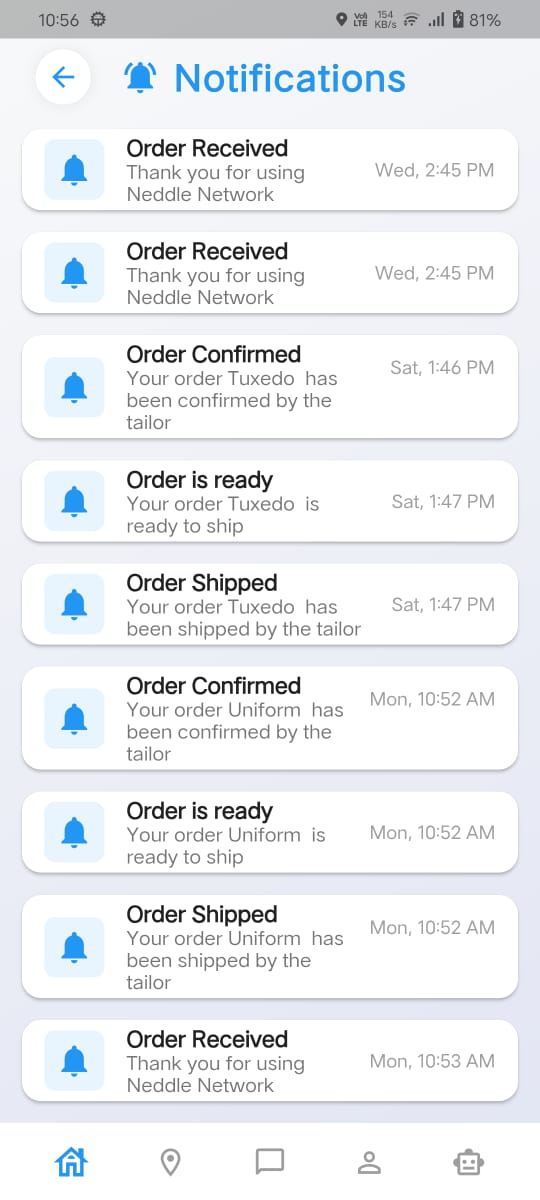 10:56
Vo))
LTE
154
KB/s
81%
Notifications
Order Received
Thank you for using
Neddle Network
Wed, 2:45 PM
Order Received
Thank you for using
Neddle Network
Wed, 2:45 PM
Order Confirmed
Your order Tuxedo  has
been confirmed by the
tailor
Sat, 1:46 PM
Order is ready
Your order Tuxedo  is
ready to ship
Sat, 1:47 PM
Order Shipped
Your order Tuxedo  has
been shipped by the tailor
Sat, 1:47 PM
Order Confirmed
Your order Uniform  has
been confirmed by the
tailor
Mon, 10:52 AM
Order is ready
Your order Uniform  is
ready to ship
Mon, 10:52 AM
Order Shipped
Your order Uniform  has
been shipped by the
tailor
Mon, 10:52 AM
Order Received
Thank you for using
Neddle Network
Mon, 10:53 AM